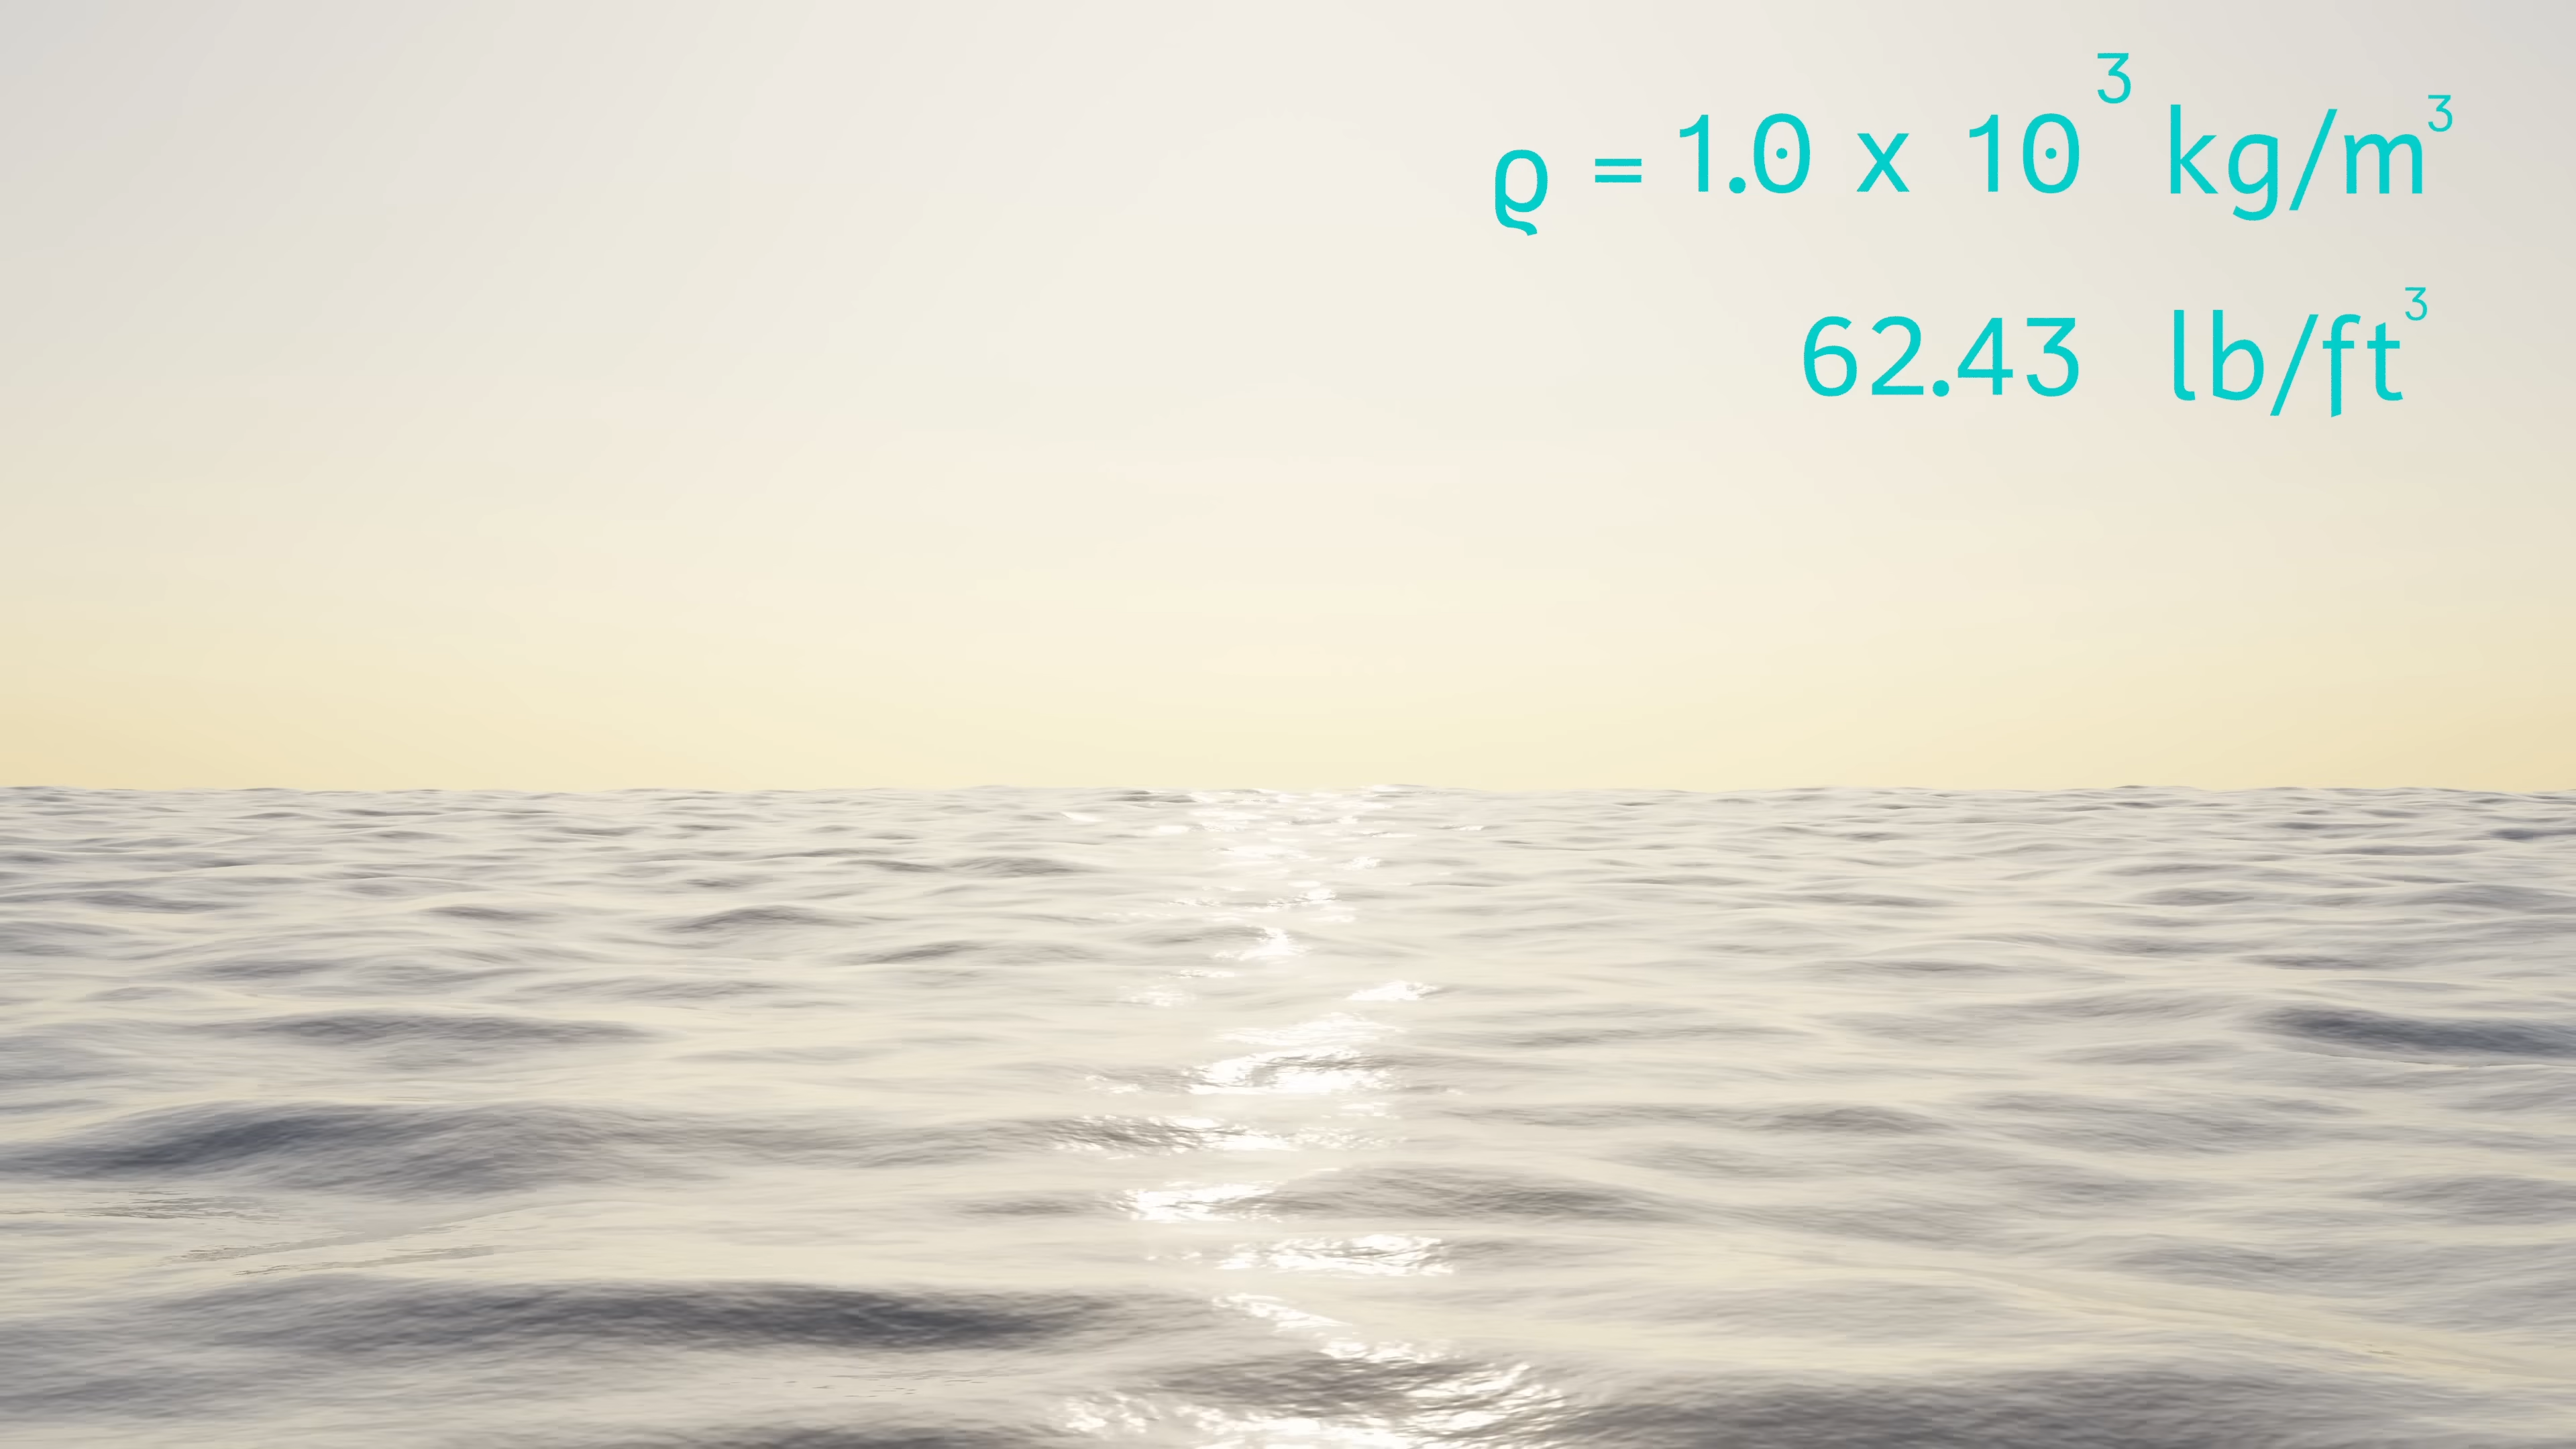 ϱ = 1.0 x 10³ kg/m³
62.43 lb/ft³